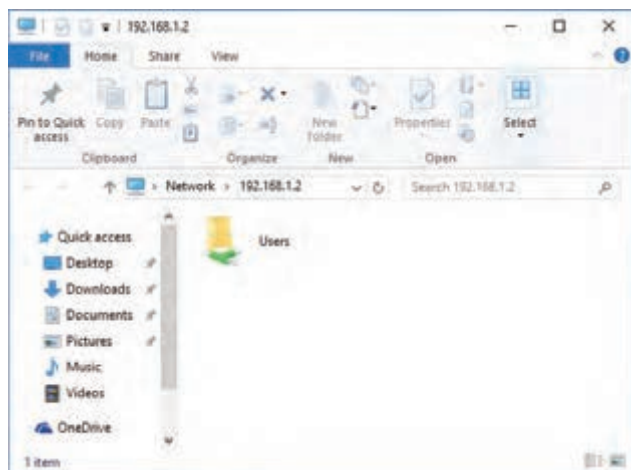 192.168.1.2
File Home Share View
Pin to Quick access Copy Paste New folder Properties Select
Clipboard Organize New Open
Network 192.168.1.2 Search 192.168.1.2
Quick access Users
Desktop
Downloads
Documents
Pictures
Music
Videos
OneDrive
1 item